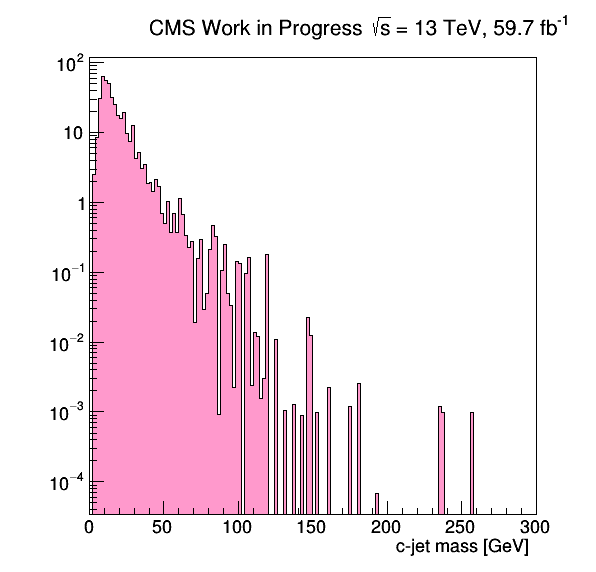 CMS Work in Progress √s = 13 TeV, 59.7 fb⁻¹
10²
10
1
10⁻¹
10⁻²
10⁻³
10⁻⁴
0 50 100 150 200 250 300
c-jet mass [GeV]